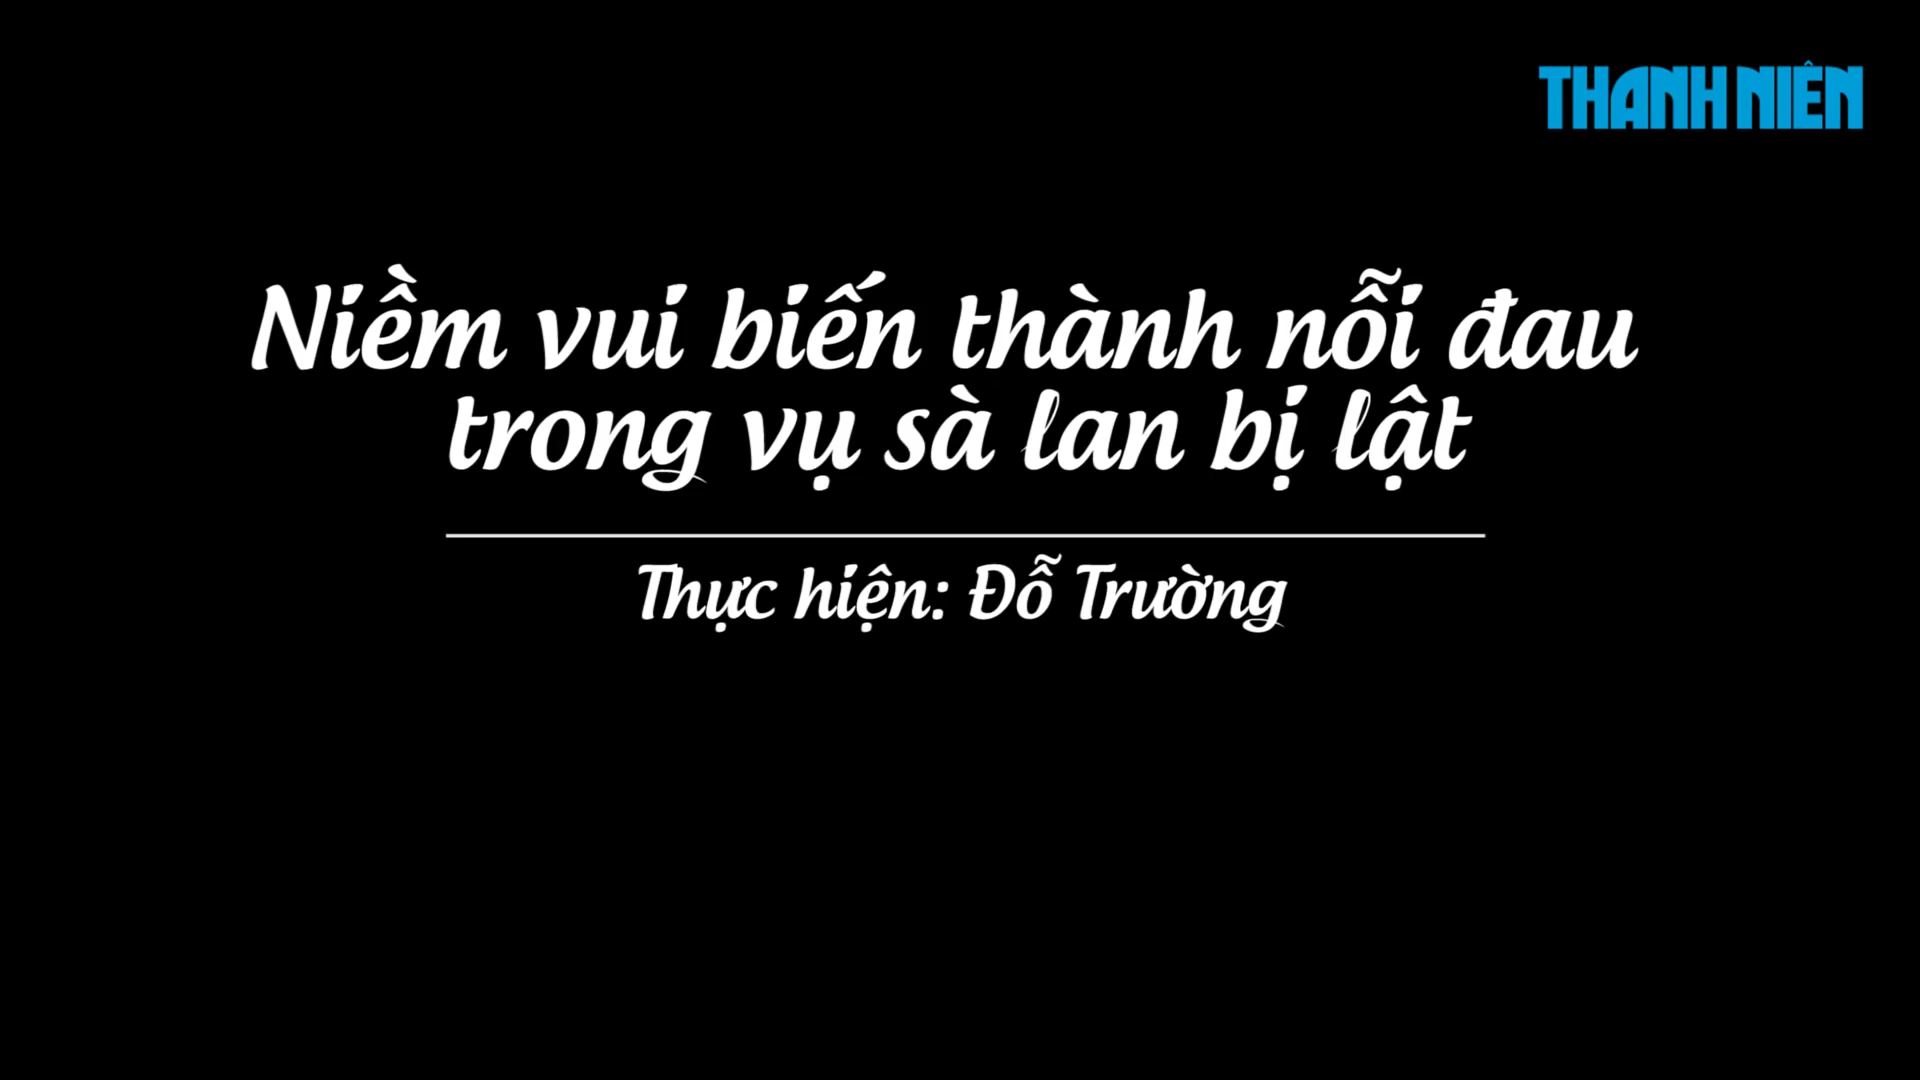 THANH NIÊN
Niềm vui biến thành nỗi đau
trong vụ sà lan bị lật
Thực hiện: Đỗ Trường